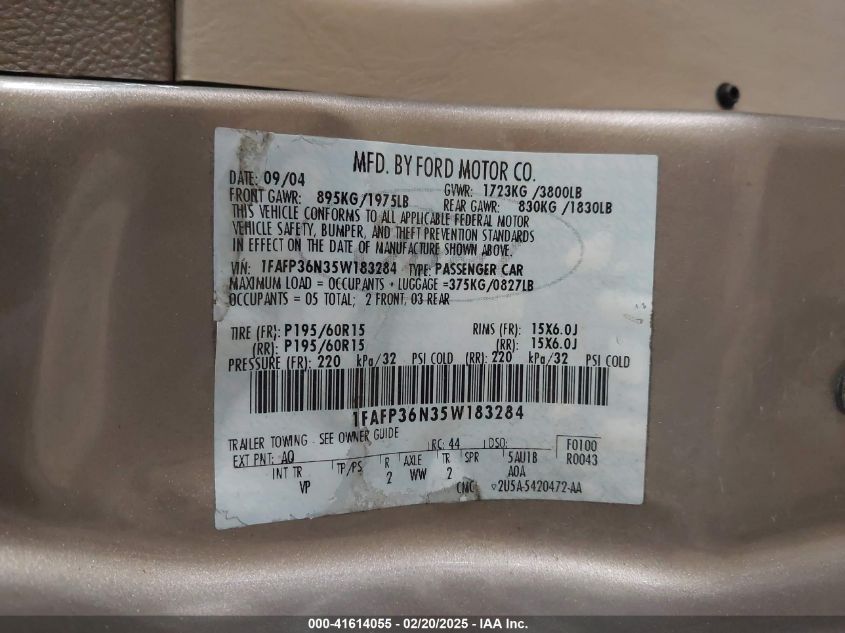 MFD. BY FORD MOTOR CO.
DATE: 09/04 GVWR: 1723KG /3800LB
FRONT GAWR: 895KG/1975LB REAR GAWR: 830KG /1830LB
THIS VEHICLE CONFORMS TO ALL APPLICABLE FEDERAL MOTOR
VEHICLE SAFETY, BUMPER, AND THEFT PREVENTION STANDARDS
IN EFFECT ON THE DATE OF MANUFACTURE SHOWN ABOVE.
VIN: 1FAFP36N35W183284 TYPE: PASSENGER CAR
MAXIMUM LOAD = OCCUPANTS + LUGGAGE =375KG/0827LB
OCCUPANTS = 05 TOTAL; 2 FRONT, 03 REAR
TIRE (FR): P195/60R15 RIMS (FR): 15X6.0J
(RR): P195/60R15 (RR): 15X6.0J
PRESSURE (FR): 220 kPa/32 PSI COLD (RR): 220 kPa/32 PSI COLD
1FAFP36N35W183284
TRAILER TOWING - SEE OWNER GUIDE
RC: 44 DSO: F0100
EXT PNT: AQ R0043
INT TR TP/PS R AXLE TR SPR 5AU1B
VP 2 WW 2 AOA
CMC: 2U5A-5420472-AA
000-41614055 - 02/20/2025 - IAA Inc.